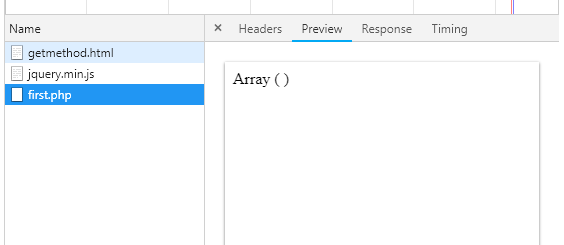 Name
× Headers Preview Response Timing
getmethod.html
jquery.min.js
first.php
Array ( )